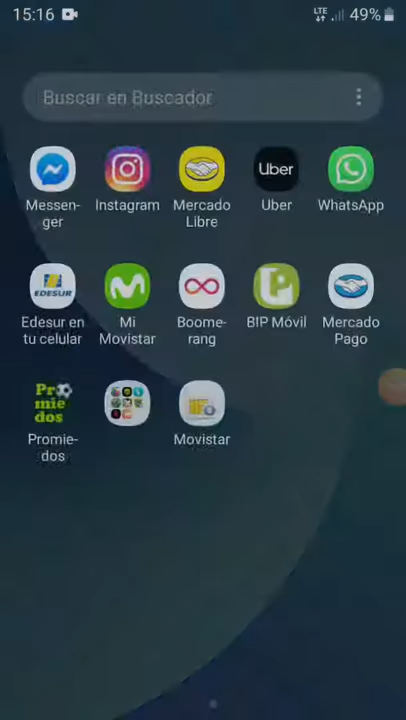 15:16
LTE
49%
Buscar en Buscador
Uber
Messen-
ger
Instagram
Mercado
Libre
Uber
WhatsApp
EDESUR
Edesur en
tu celular
Mi
Movistar
Boome-
rang
B!P Móvil
Mercado
Pago
Pro
mie
dos
Promie-
dos
Movistar